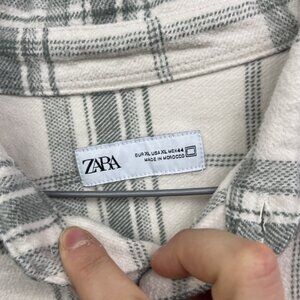 ZARA
EUR XL USA XL MEX 44
MADE IN MOROCCO